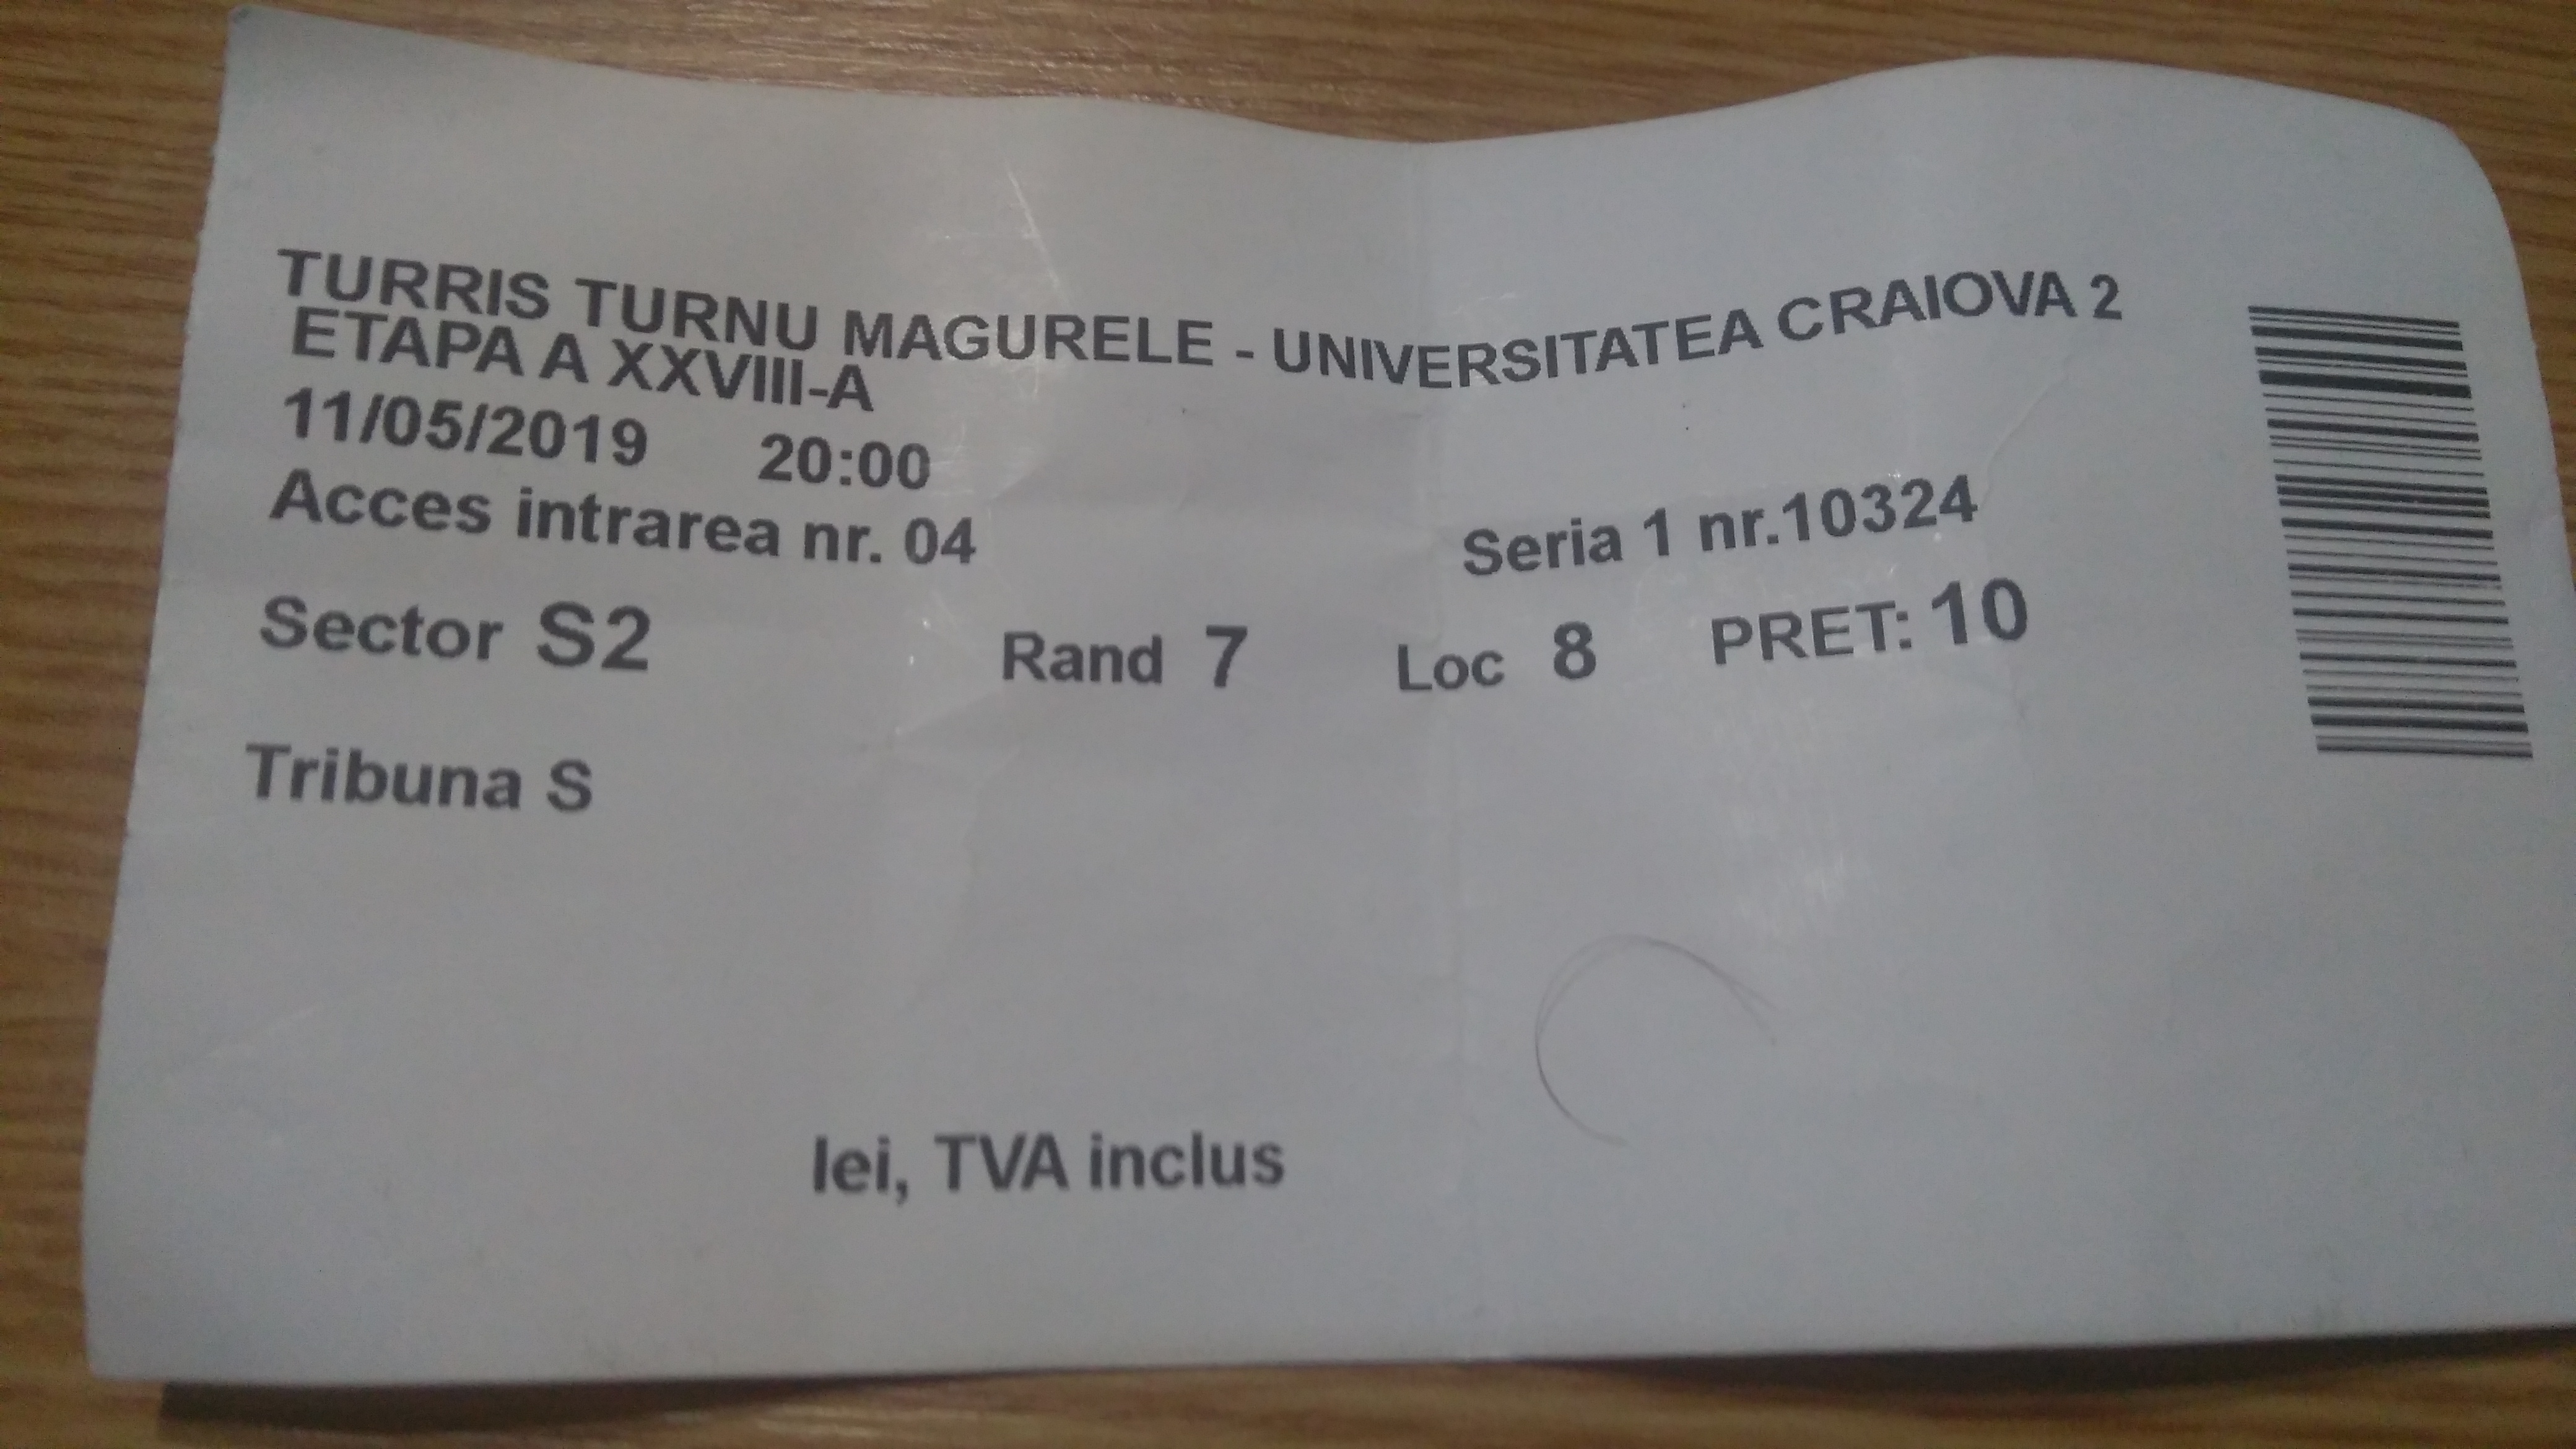 TURRIS TURNU MAGURELE - UNIVERSITATEA CRAIOVA 2
ETAPA A XXVIII-A
11/05/2019 20:00
Acces intrarea nr. 04
Seria 1 nr.10324
Sector S2 Rand 7 Loc 8 PRET: 10
Tribuna S
lei, TVA inclus